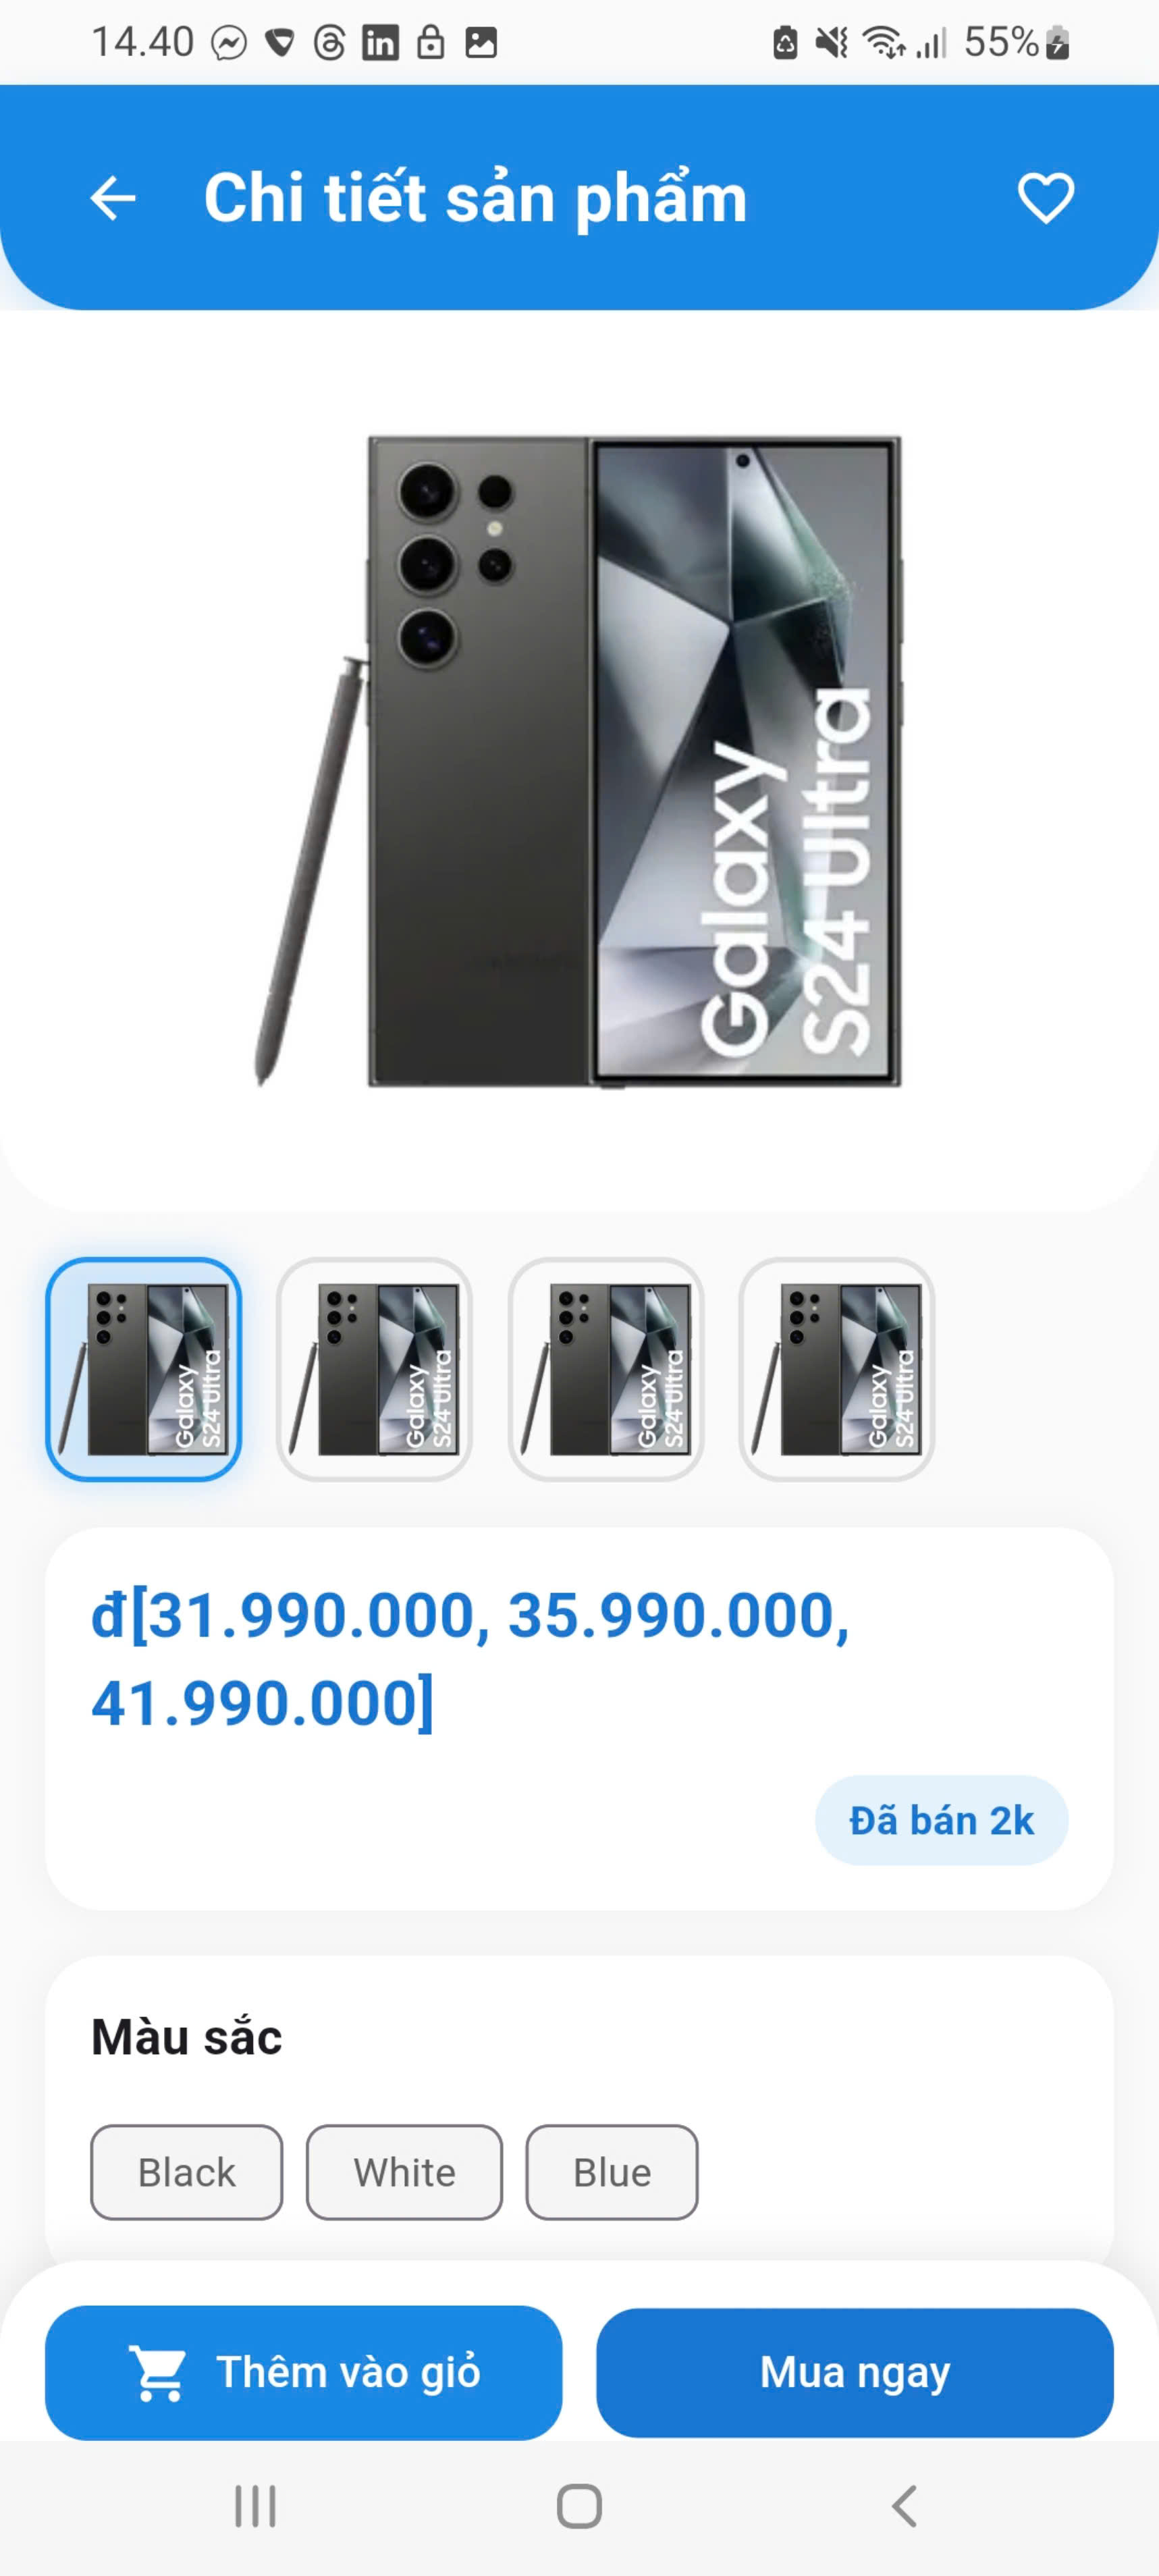 14.40
55%
Chi tiết sản phẩm
Galaxy
S24 Ultra
Galaxy
S24 Ultra
Galaxy
S24 Ultra
Galaxy
S24 Ultra
Galaxy
S24 Ultra
đ[31.990.000, 35.990.000,
41.990.000]
Đã bán 2k
Màu sắc
Black
White
Blue
Thêm vào giỏ
Mua ngay